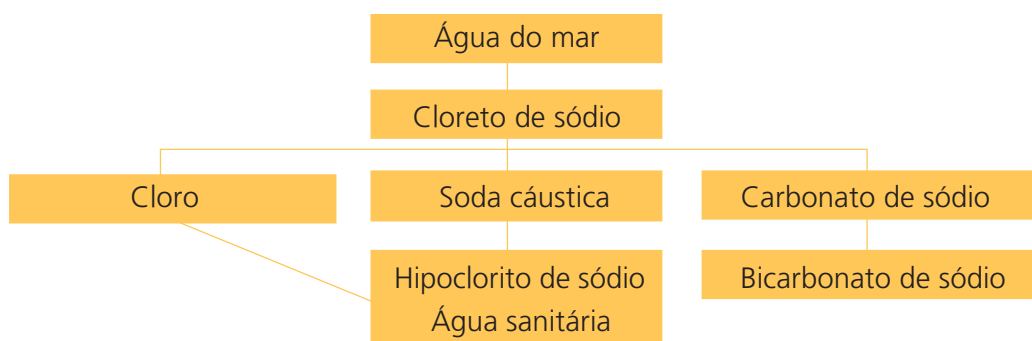 Água do mar
Cloreto de sódio
Cloro
Soda cáustica
Carbonato de sódio
Hipoclorito de sódio
Água sanitária
Bicarbonato de sódio